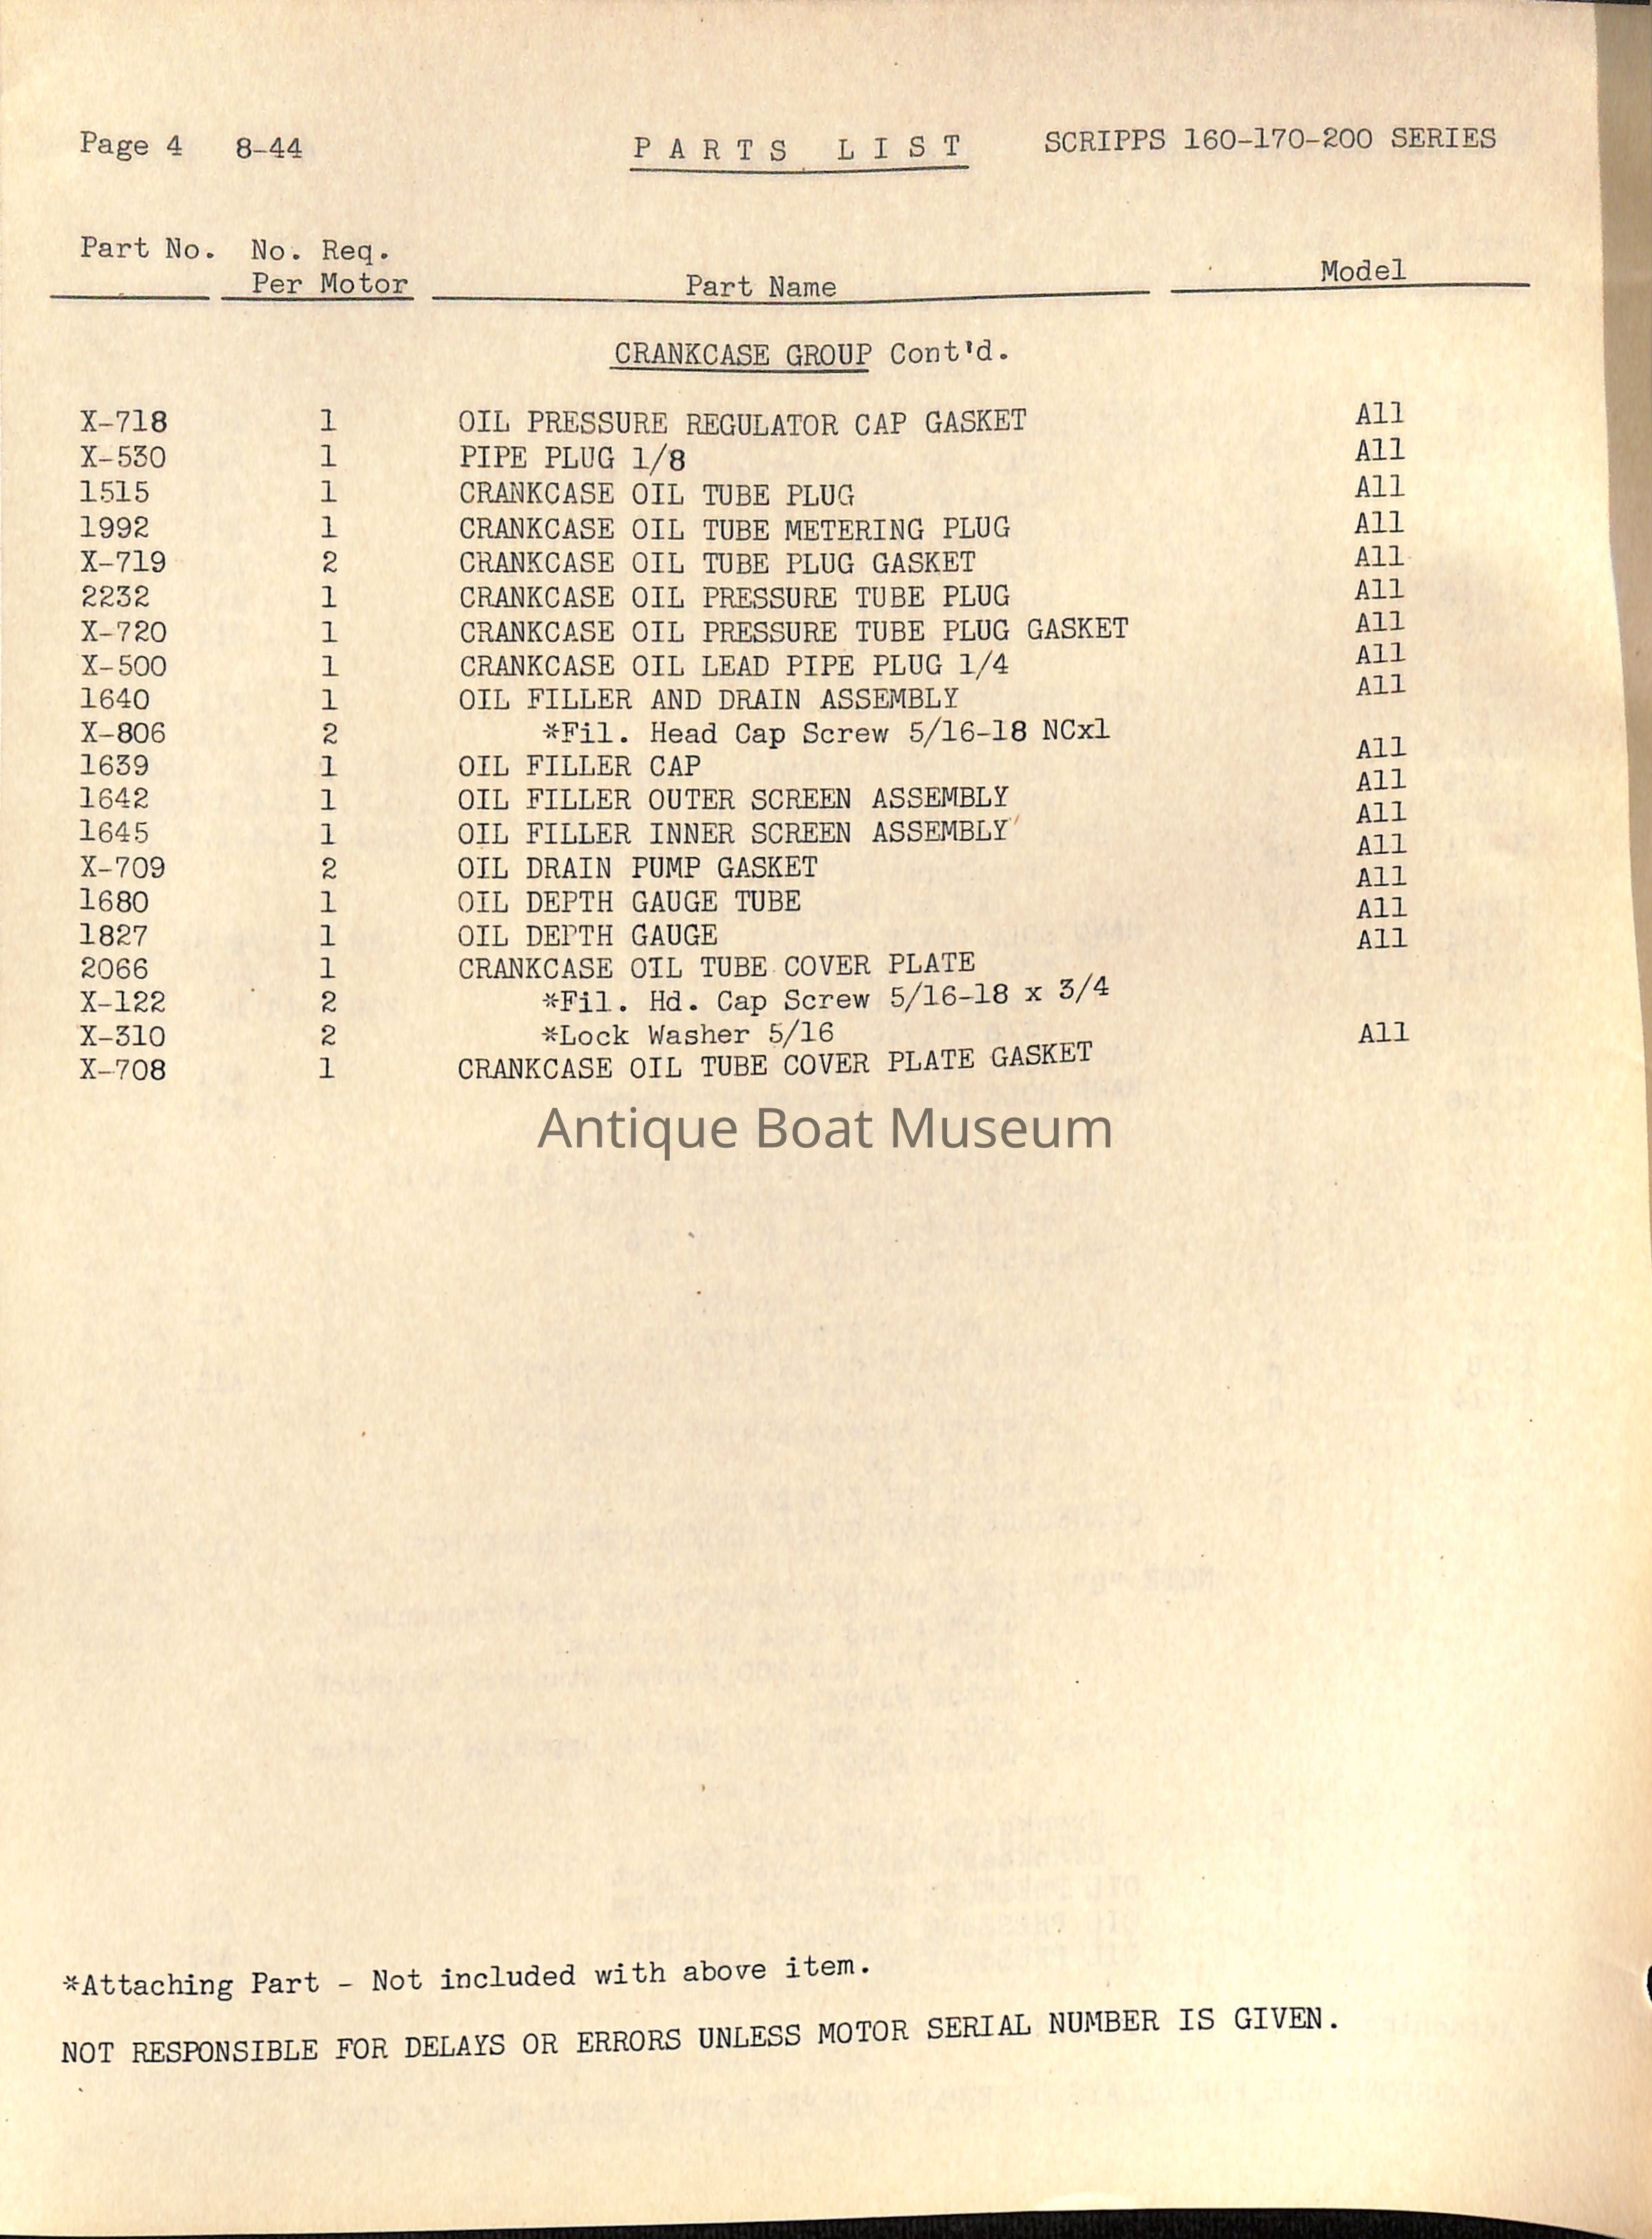 Page 4 8-44 PARTS LIST SCRIPPS 160-170-200 SERIES
Part No. No. Req. Per Motor Part Name Model
CRANKCASE GROUP Cont'd.
X-718 1 OIL PRESSURE REGULATOR CAP GASKET All
X-530 1 PIPE PLUG 1/8 All
1515 1 CRANKCASE OIL TUBE PLUG All
1992 1 CRANKCASE OIL TUBE METERING PLUG All
X-719 2 CRANKCASE OIL TUBE PLUG GASKET All
2232 1 CRANKCASE OIL PRESSURE TUBE PLUG All
X-720 1 CRANKCASE OIL PRESSURE TUBE PLUG GASKET All
X-500 1 CRANKCASE OIL LEAD PIPE PLUG 1/4 All
1640 1 OIL FILLER AND DRAIN ASSEMBLY All
X-806 2 *Fil. Head Cap Screw 5/16-18 NCx1
1639 1 OIL FILLER CAP All
1642 1 OIL FILLER OUTER SCREEN ASSEMBLY All
1645 1 OIL FILLER INNER SCREEN ASSEMBLY All
X-709 2 OIL DRAIN PUMP GASKET All
1680 1 OIL DEPTH GAUGE TUBE All
1827 1 OIL DEPTH GAUGE All
2066 1 CRANKCASE OIL TUBE COVER PLATE All
X-122 2 *Fil. Hd. Cap Screw 5/16-18 x 3/4
X-310 2 *Lock Washer 5/16
X-708 1 CRANKCASE OIL TUBE COVER PLATE GASKET All
Antique Boat Museum
*Attaching Part - Not included with above item.
NOT RESPONSIBLE FOR DELAYS OR ERRORS UNLESS MOTOR SERIAL NUMBER IS GIVEN.